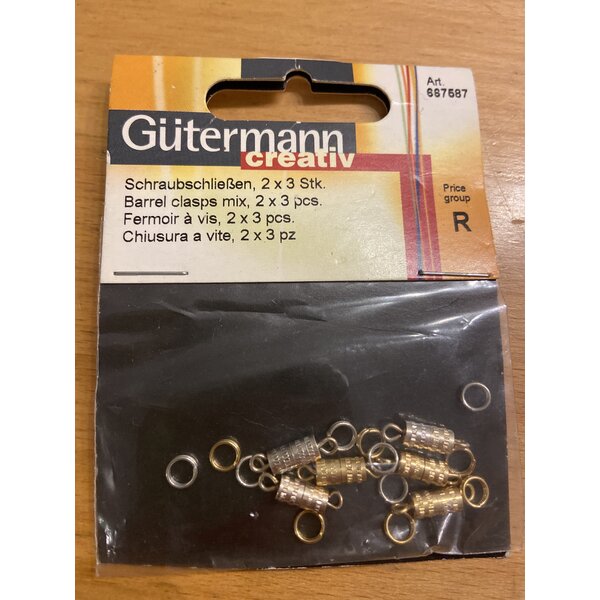 Art.
667587
Gütermann
creativ
Schraubschließen, 2 x 3 Stk.
Barrel clasps mix, 2 x 3 pcs.
Fermoir à vis, 2 x 3 pcs.
Chiusura a vite, 2 x 3 pz
Price
group
R